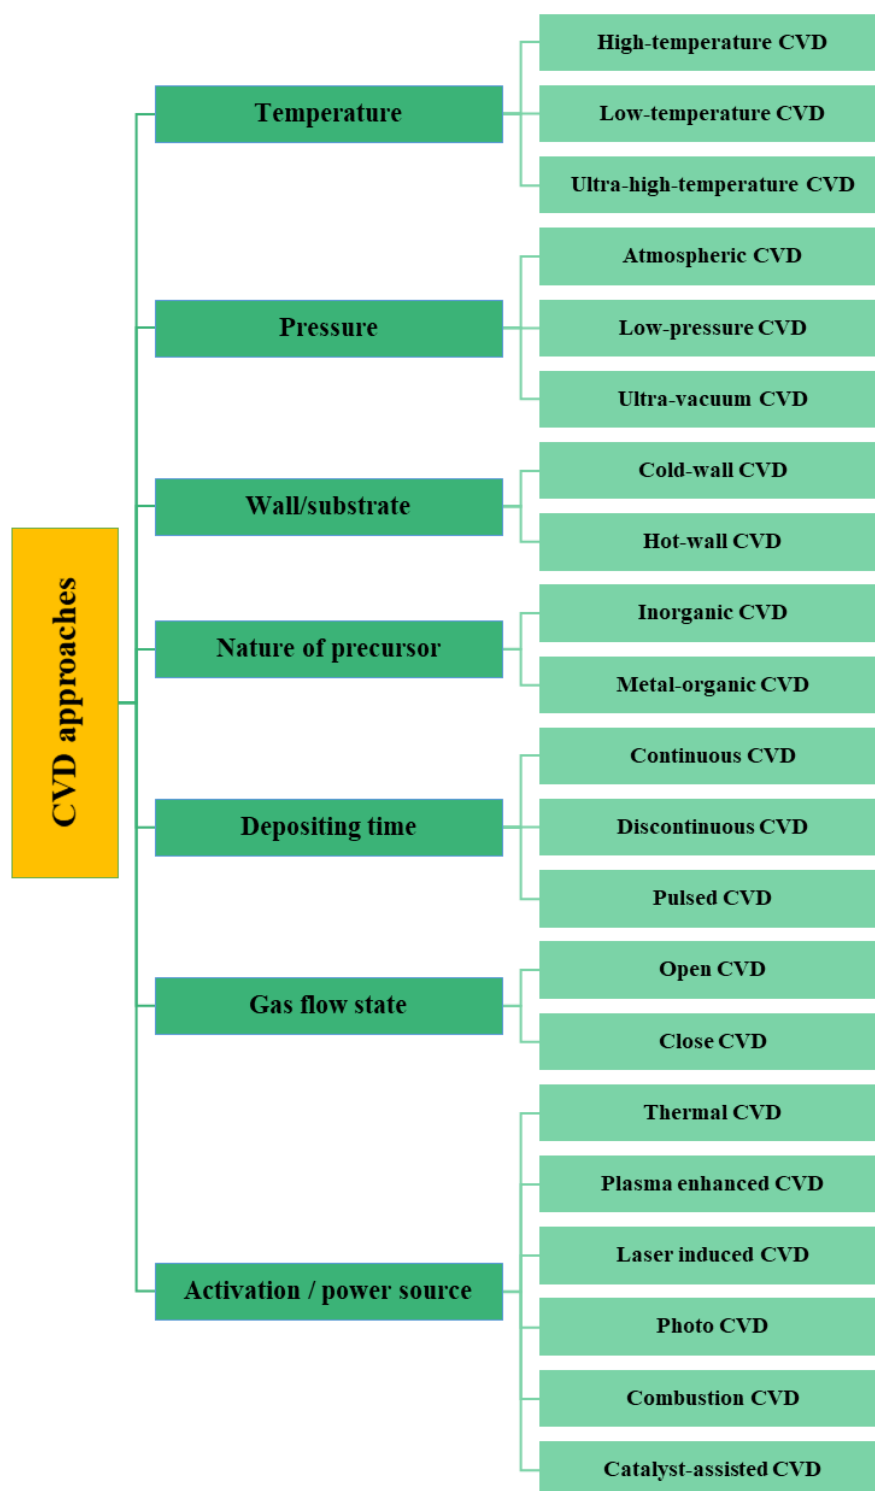 CVD approaches
Temperature
High-temperature CVD
Low-temperature CVD
Ultra-high-temperature CVD
Pressure
Atmospheric CVD
Low-pressure CVD
Ultra-vacuum CVD
Wall/substrate
Cold-wall CVD
Hot-wall CVD
Nature of precursor
Inorganic CVD
Metal-organic CVD
Depositing time
Continuous CVD
Discontinuous CVD
Pulsed CVD
Gas flow state
Open CVD
Close CVD
Activation / power source
Thermal CVD
Plasma enhanced CVD
Laser induced CVD
Photo CVD
Combustion CVD
Catalyst-assisted CVD